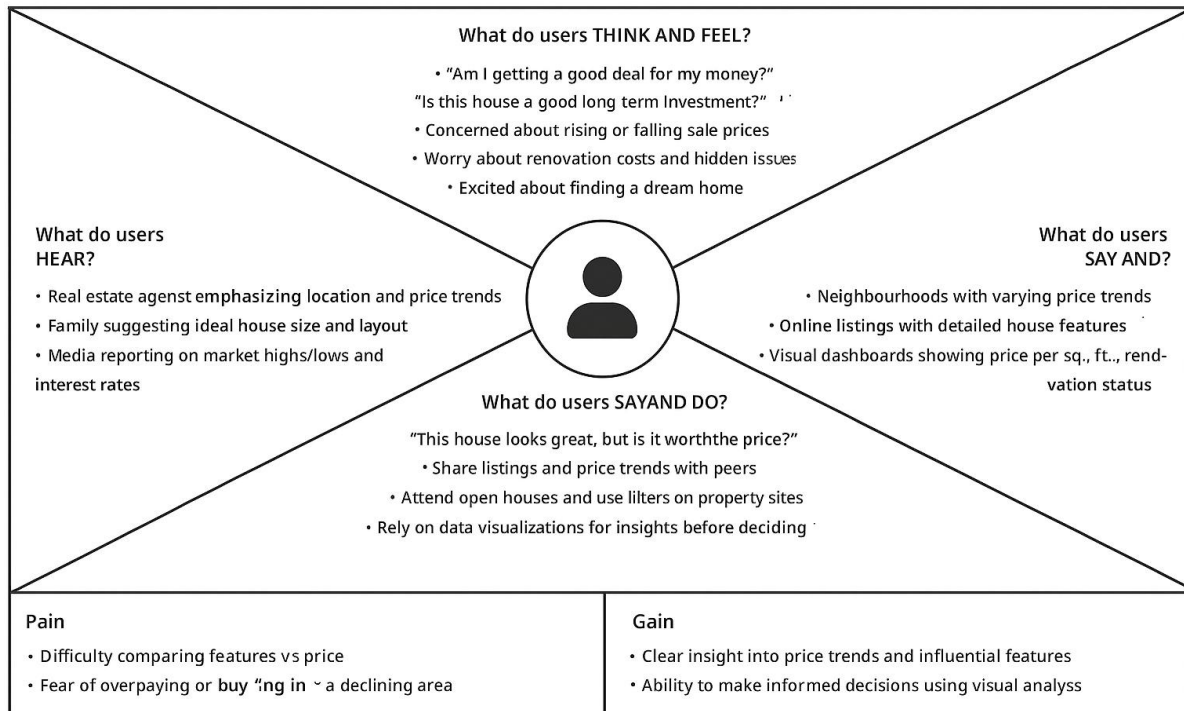 What do users THINK AND FEEL?
• "Am I getting a good deal for my money?"
"Is this house a good long term Investment?"
• Concerned about rising or falling sale prices
• Worry about renovation costs and hidden issues
• Excited about finding a dream home
What do users
HEAR?
• Real estate agenst emphasizing location and price trends
• Family suggesting ideal house size and layout
• Media reporting on market highs/lows and
interest rates
What do users
SAY AND?
• Neighbourhoods with varying price trends
• Online listings with detailed house features
• Visual dashboards showing price per sq., ft.., rend-
vation status
What do users SAYAND DO?
"This house looks great, but is it worththe price?"
• Share listings and price trends with peers
• Attend open houses and use lilters on property sites
• Rely on data visualizations for insights before deciding
Pain
• Difficulty comparing features vs price
• Fear of overpaying or buy in a declining area
Gain
• Clear insight into price trends and influential features
• Ability to make informed decisions using visual analyss